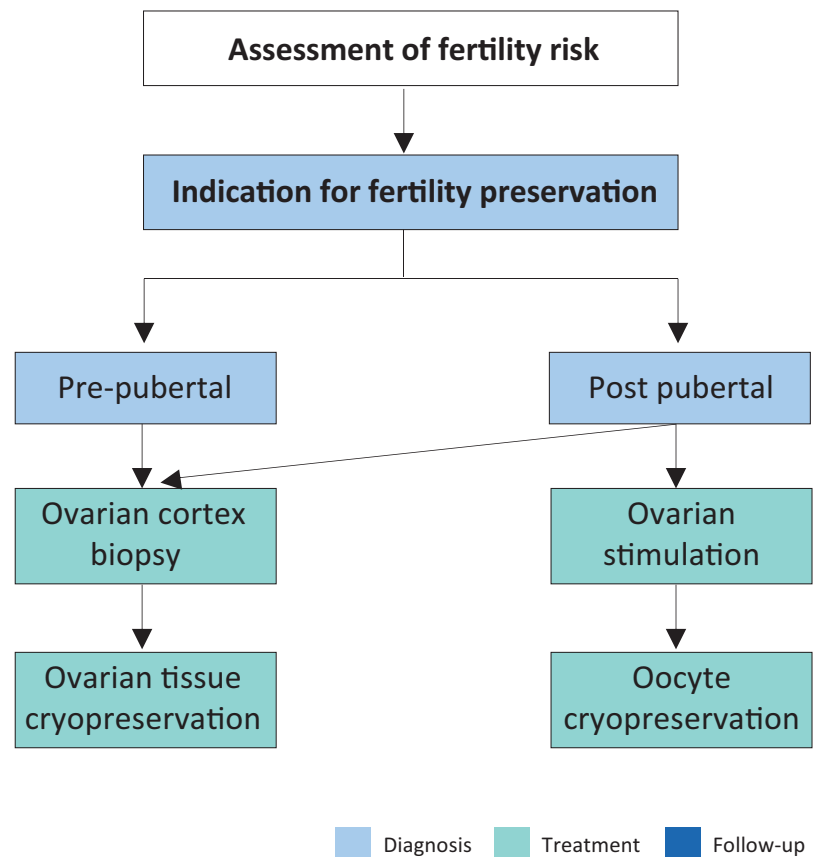 Assessment of fertility risk
Indication for fertility preservation
Pre-pubertal
Post pubertal
Ovarian cortex
biopsy
Ovarian
stimulation
Ovarian tissue
cryopreservation
Oocyte
cryopreservation
Diagnosis
Treatment
Follow-up